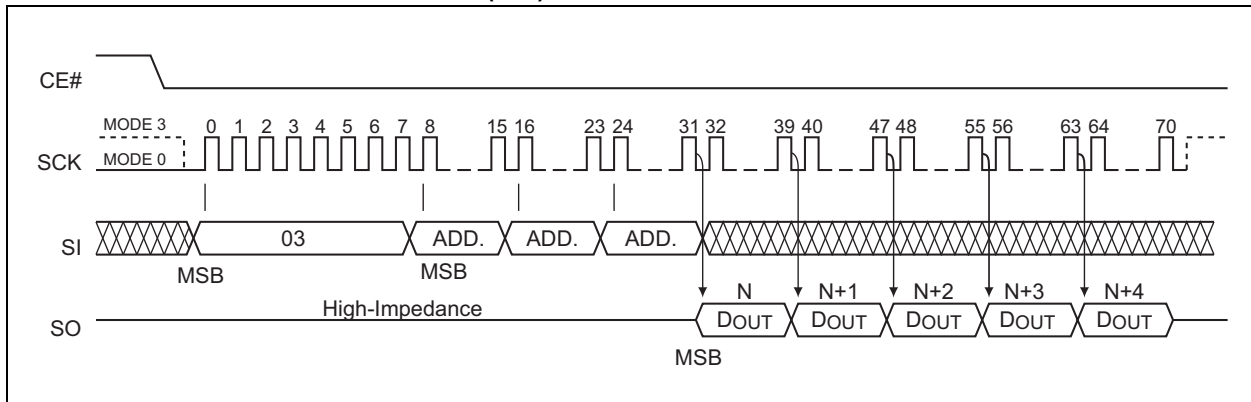 CE#
MODE 3
0 1 2 3 4 5 6 7 8 15 16 23 24 31 32 39 40 47 48 55 56 63 64 70
SCK
MODE 0
SI
03
ADD.
ADD.
ADD.
MSB
MSB
N
N+1
N+2
N+3
N+4
High-Impedance
SO
DOUT
DOUT
DOUT
DOUT
DOUT
MSB